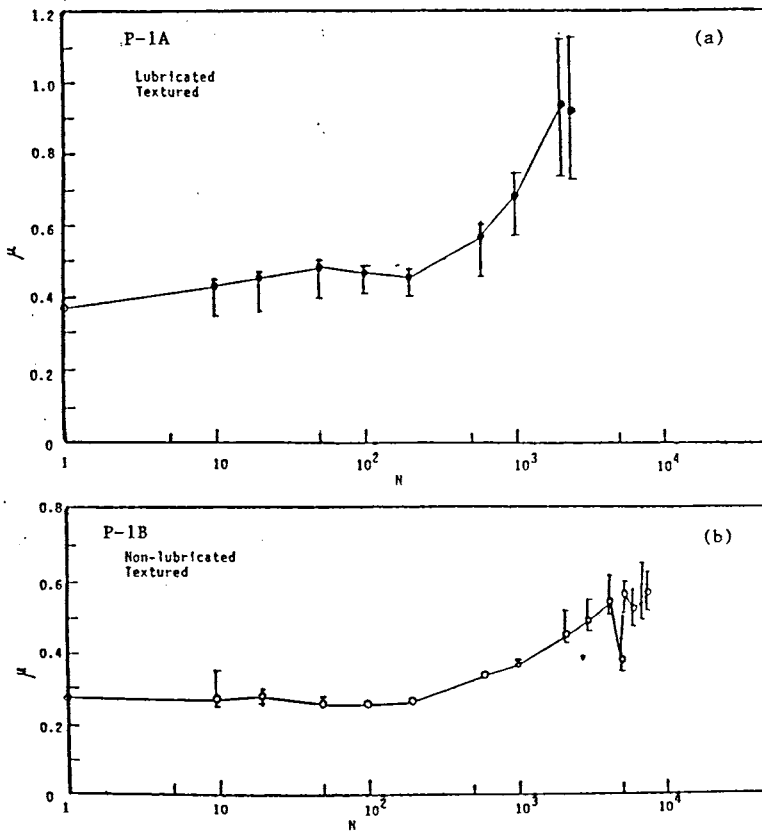 1.2
P-1A
(a)
Lubricated
Textured
1.0
0.8
0.6
μ
0.4
0.2
0
1
10
10²
10³
10⁴
N
0.8
P-1B
(b)
Non-lubricated
Textured
0.6
0.4
μ
0.2
0
1
10
10²
10³
10⁴
N